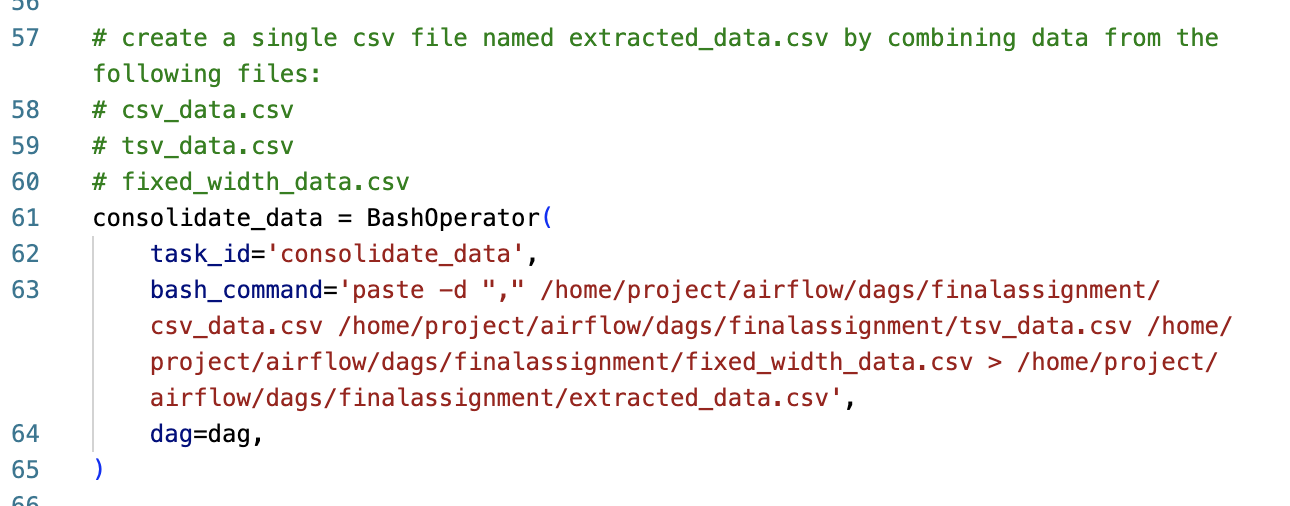 56
57 # create a single csv file named extracted_data.csv by combining data from the
following files:
58 # csv_data.csv
59 # tsv_data.csv
60 # fixed_width_data.csv
61 consolidate_data = BashOperator(
62     task_id='consolidate_data',
63     bash_command='paste -d "," /home/project/airflow/dags/finalassignment/
csv_data.csv /home/project/airflow/dags/finalassignment/tsv_data.csv /home/
project/airflow/dags/finalassignment/fixed_width_data.csv > /home/project/
airflow/dags/finalassignment/extracted_data.csv',
64     dag=dag,
65 )
66